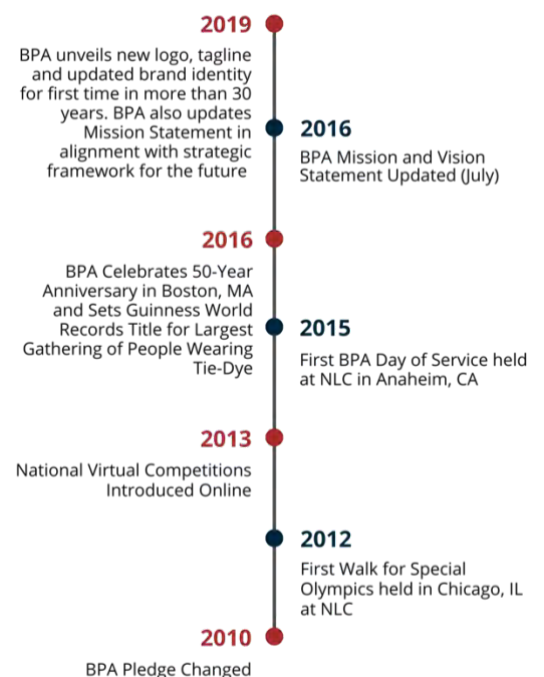 2019
BPA unveils new logo, tagline
and updated brand identity
for first time in more than 30
years. BPA also updates
Mission Statement in
alignment with strategic
framework for the future
2016
BPA Mission and Vision
Statement Updated (July)
2016
BPA Celebrates 50-Year
Anniversary in Boston, MA
and Sets Guinness World
Records Title for Largest
Gathering of People Wearing
Tie-Dye
2015
First BPA Day of Service held
at NLC in Anaheim, CA
2013
National Virtual Competitions
Introduced Online
2012
First Walk for Special
Olympics held in Chicago, IL
at NLC
2010
BPA Pledge Changed